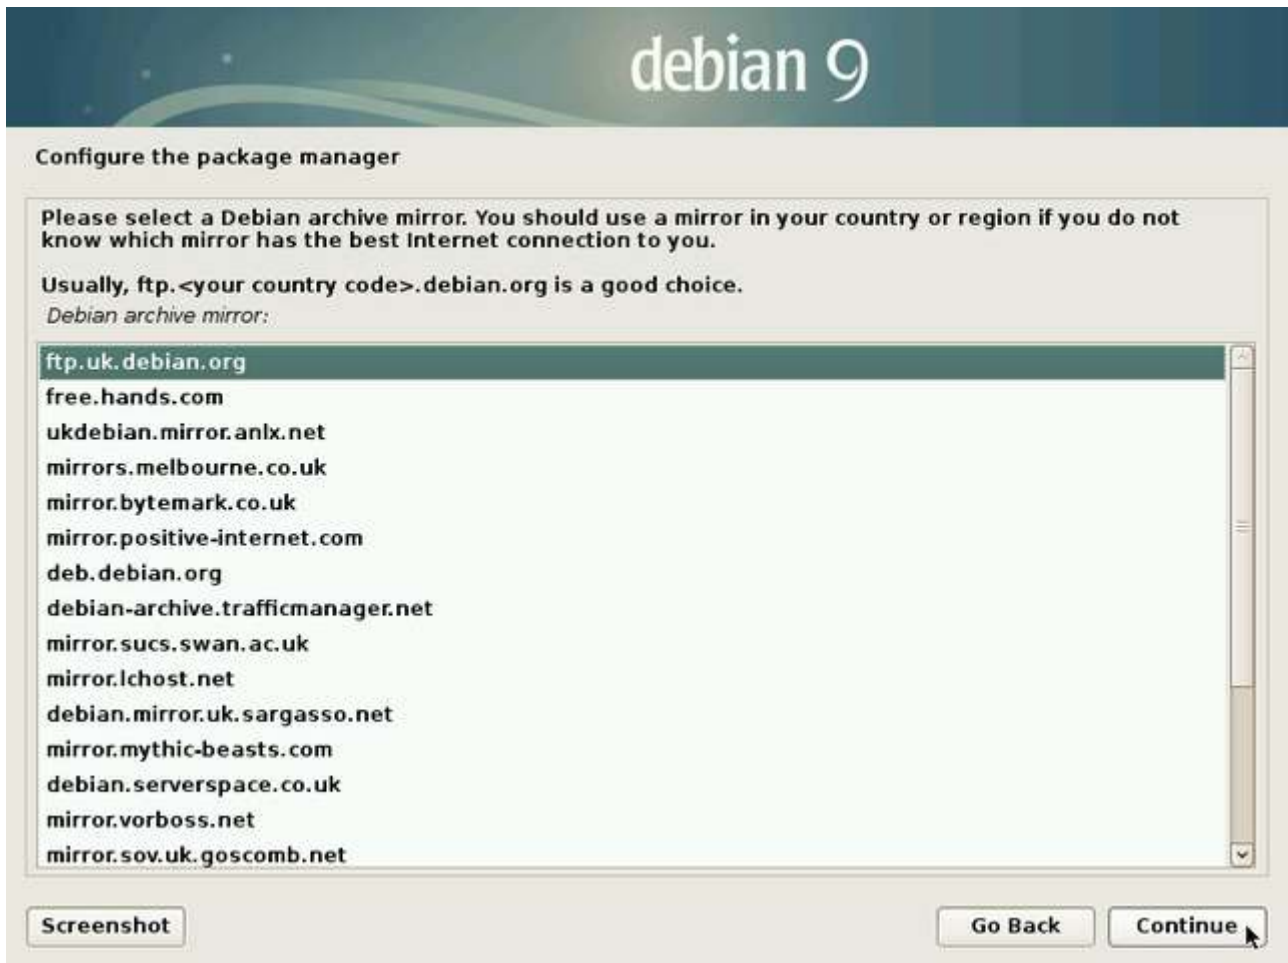 debian 9
Configure the package manager
Please select a Debian archive mirror. You should use a mirror in your country or region if you do not
know which mirror has the best Internet connection to you.
Usually, ftp.<your country code>.debian.org is a good choice.
Debian archive mirror:
ftp.uk.debian.org
free.hands.com
ukdebian.mirror.anlx.net
mirrors.melbourne.co.uk
mirror.bytemark.co.uk
mirror.positive-internet.com
deb.debian.org
debian-archive.trafficmanager.net
mirror.sucs.swan.ac.uk
mirror.lchost.net
debian.mirror.uk.sargasso.net
mirror.mythic-beasts.com
debian.serverspace.co.uk
mirror.vorboss.net
mirror.sov.uk.goscomb.net
Screenshot
Go Back
Continue